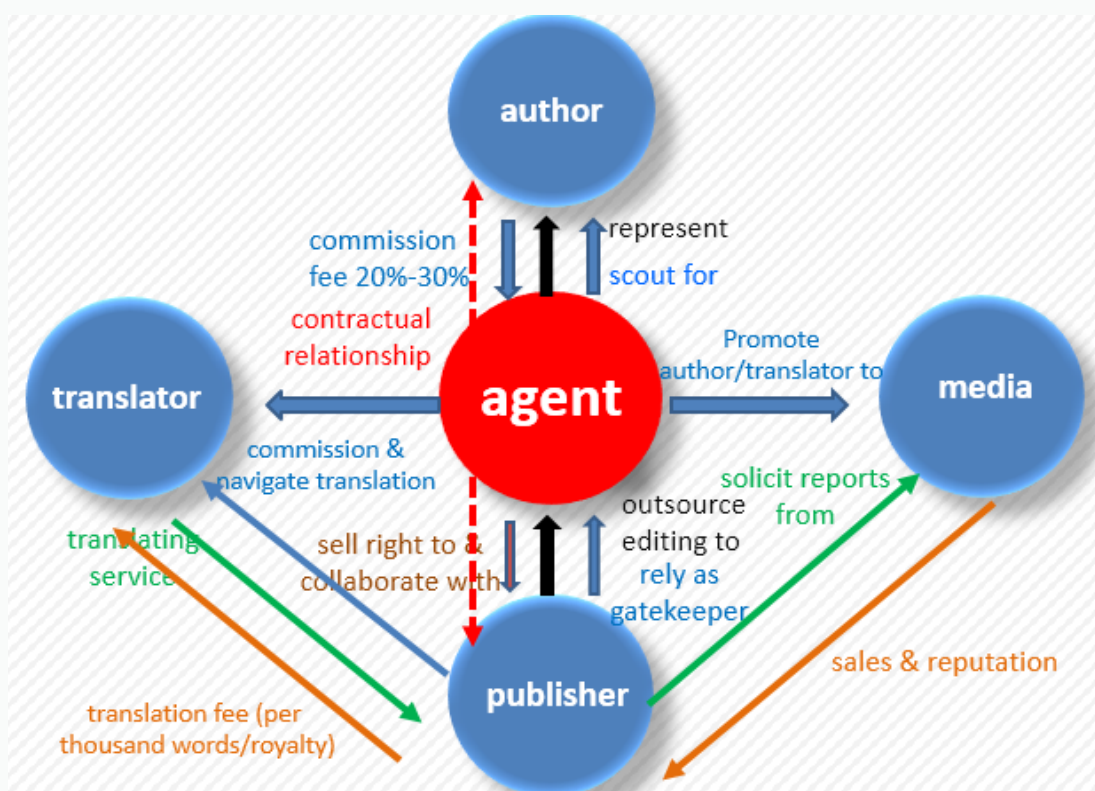 author
commission
fee 20%-30%
represent
scout for
contractual
relationship
translator
agent
Promote
author/translator to
media
commission &
navigate translation
translating
service
sell right to &
collaborate with
outsource
editing to
rely as
gatekeeper
solicit reports
from
publisher
sales & reputation
translation fee (per
thousand words/royalty)